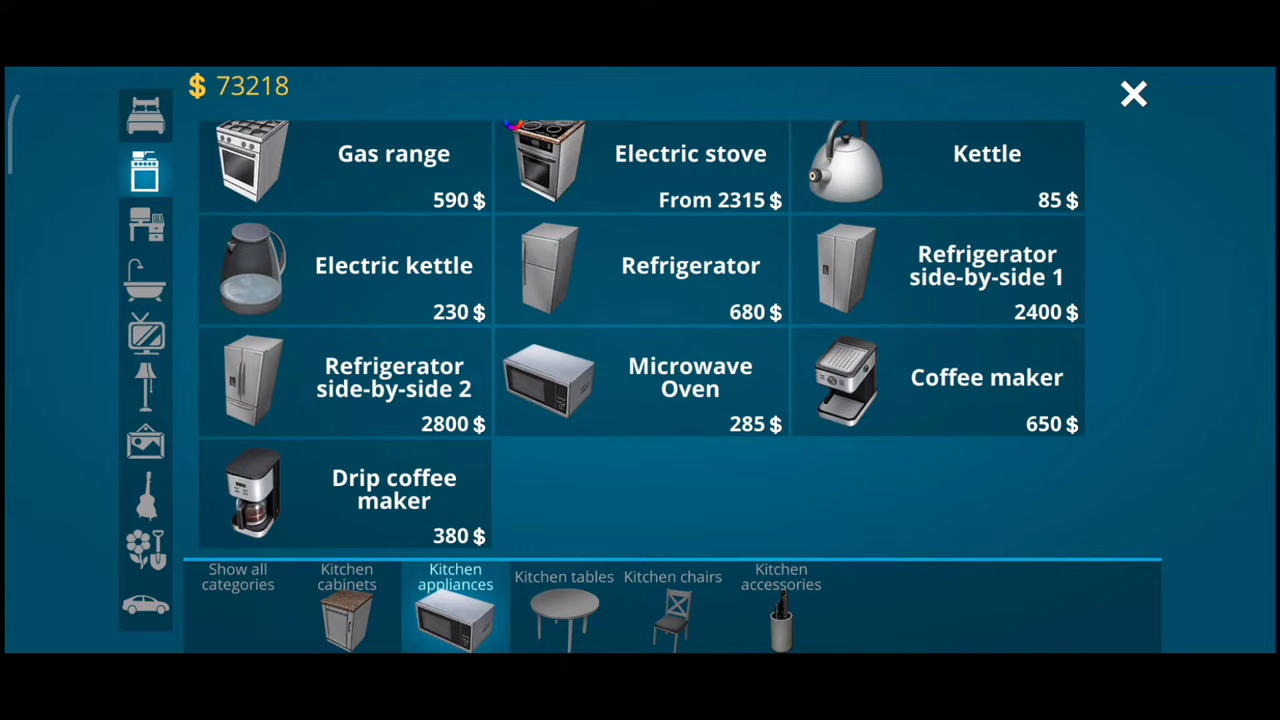 $ 73218
Gas range
590 $
Electric stove
From 2315 $
Kettle
85 $
Electric kettle
230 $
Refrigerator
680 $
Refrigerator
side-by-side 1
2400 $
Refrigerator
side-by-side 2
2800 $
Microwave
Oven
285 $
Coffee maker
650 $
Drip coffee
maker
380 $
Show all
categories
Kitchen
cabinets
Kitchen
appliances
Kitchen tables
Kitchen chairs
Kitchen
accessories